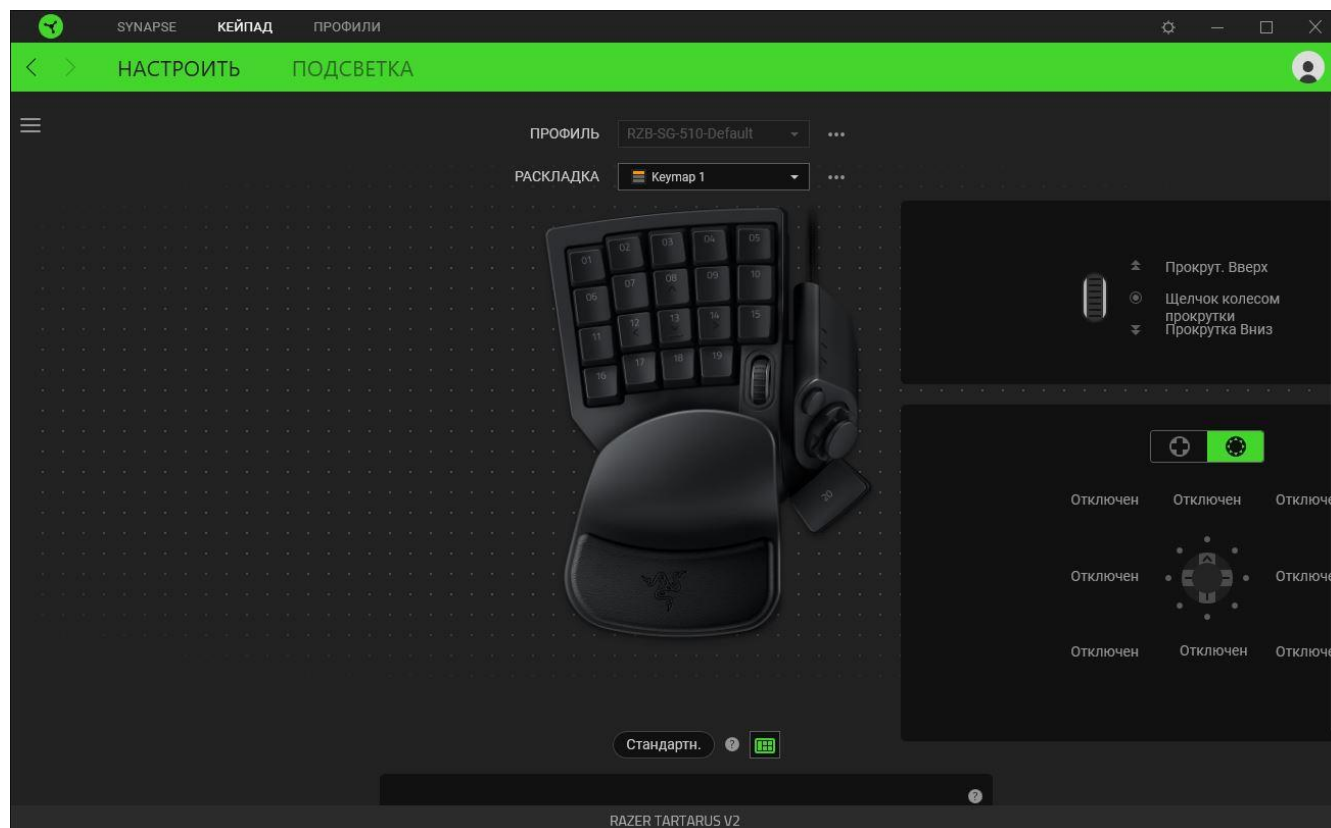 SYNAPSE КЕЙПАД ПРОФИЛИ
НАСТРОИТЬ ПОДСВЕТКА
ПРОФИЛЬ RZB-SG-510-Default
РАСКЛАДКА Keymap 1
01 02 03 04 05
06 07 08 09 10
11 12 13 14 15
16 17 18 19
20
Прокрут. Вверх
Щелчок колесом
прокрутки
Прокрутка Вниз
Отключен Отключен Отключе
Отключен Отключе
Отключен Отключен Отключе
Стандартн. ?
?
RAZER TARTARUS V2